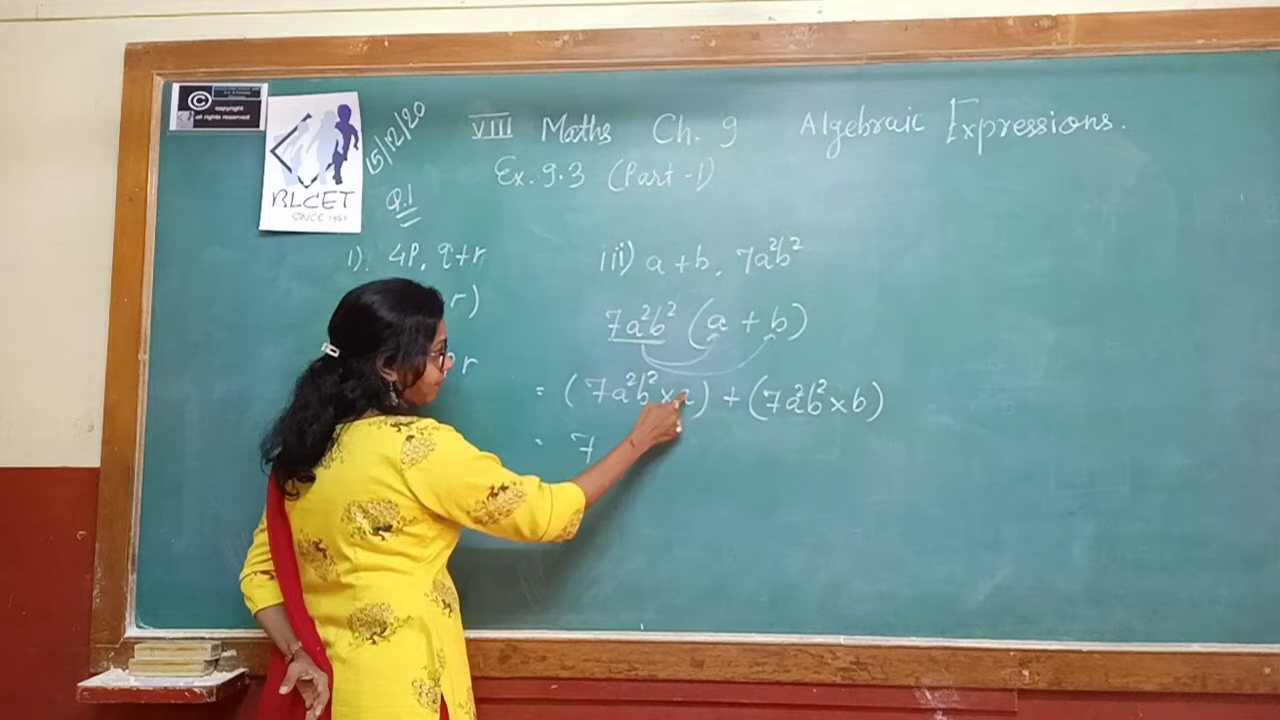 ©
copyright
all rights reserved
BLCET
SINCE 1961
15/12/20
VIII Maths Ch. 9 Algebraic Expressions.
Ex. 9.3 (Part-1)
Q.1
1). 4P, q+r
r)
r
iii) a + b, 7a²b²
7a²b² (a + b)
= (7a²b² × a) + (7a²b² × b)
= 7